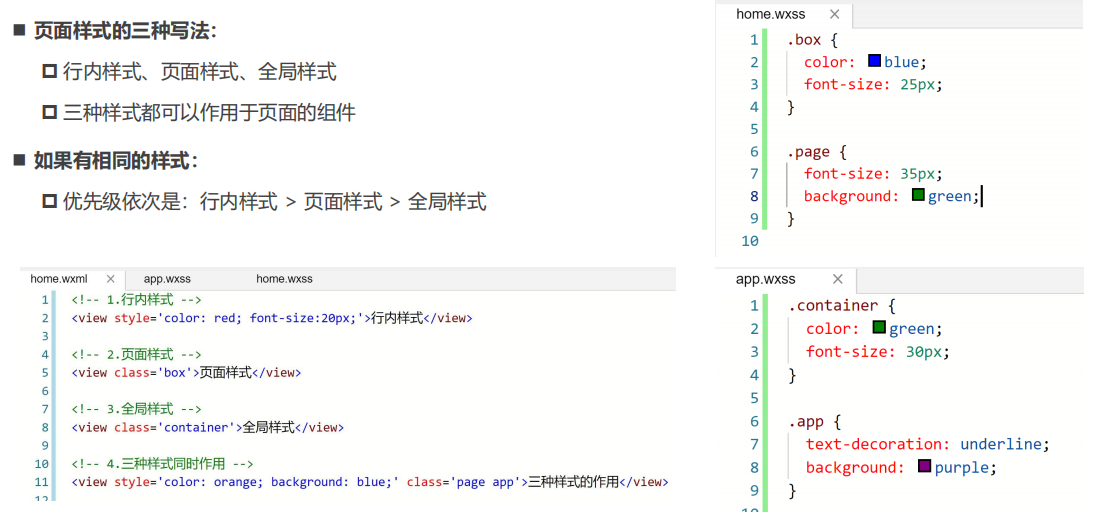 ■ 页面样式的三种写法：
行内样式、页面样式、全局样式
三种样式都可以作用于页面的组件
■ 如果有相同的样式：
优先级依次是：行内样式 > 页面样式 > 全局样式
home.wxml × app.wxss home.wxss
1 <!-- 1.行内样式 -->
2 <view style='color: red; font-size:20px;'>行内样式</view>
3
4 <!-- 2.页面样式 -->
5 <view class='box'>页面样式</view>
6
7 <!-- 3.全局样式 -->
8 <view class='container'>全局样式</view>
9
10 <!-- 4.三种样式同时作用 -->
11 <view style='color: orange; background: blue;' class='page app'>三种样式的作用</view>
12
home.wxss ×
1 .box {
2 color: blue;
3 font-size: 25px;
4 }
5
6 .page {
7 font-size: 35px;
8 background: green;
9 }
10
app.wxss ×
1 .container {
2 color: green;
3 font-size: 30px;
4 }
5
6 .app {
7 text-decoration: underline;
8 background: purple;
9 }
10